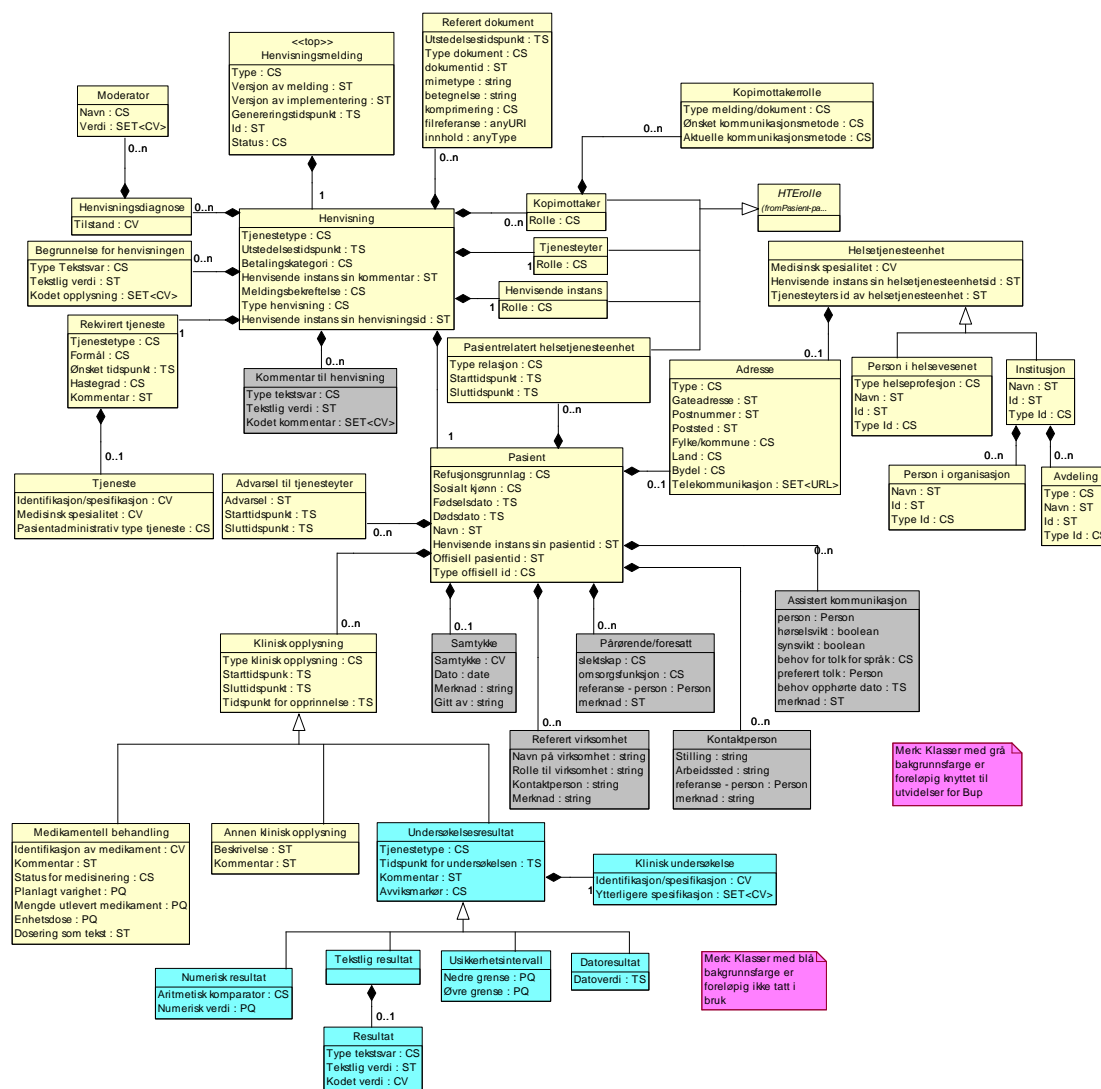 <<top>>
Henvisningsmelding
Type : CS
Versjon av melding : ST
Versjon av implementering : ST
Genereringstidspunkt : TS
Id : ST
Status : CS
Referert dokument
Utstedelsestidspunkt : TS
Type dokument : CS
dokumentid : ST
mimetype : string
betegnelse : string
komprimering : CS
filreferanse : anyURI
innhold : anyType
Moderator
Navn : CS
Verdi : SET<CV>
Kopimottakerrolle
Type melding/dokument : CS
Ønsket kommunikasjonsmetode : CS
Aktuelle kommunikasjonsmetode : CS
0..n
0..n
0..n
1
Henvisningsdiagnose
Tilstand : CV
0..n
Henvisning
Tjenestetype : CS
Utstedelsestidspunkt : TS
Betalingskategori : CS
Henvisende instans sin kommentar : ST
Meldingsbekreftelse : CS
Type henvisning : CS
Henvisende instans sin henvisningsid : ST
Kopimottaker
Rolle : CS
0..n
HTErolle
(fromPasient-pa...
Begrunnelse for henvisningen
Type Tekstsvar : CS
Tekstlig verdi : ST
Kodet opplysning : SET<CV>
0..n
Tjenesteyter
Rolle : CS
1
Henvisende instans
Rolle : CS
1
Helsetjenesteenhet
Medisinsk spesialitet : CV
Henvisende instans sin helsetjenesteenhetsid : ST
Tjenesteyters id av helsetjenesteenhet : ST
Rekvirert tjeneste
Tjenestetype : CS
Formål : CS
Ønsket tidspunkt : TS
Hastegrad : CS
Kommentar : ST
1
0..n
Kommentar til henvisning
Type tekstsvar : CS
Tekstlig verdi : ST
Kodet kommentar : SET<CV>
Pasientrelatert helsetjenesteenhet
Type relasjon : CS
Starttidspunkt : TS
Sluttidspunkt : TS
0..n
0..1
Adresse
Type : CS
Gateadresse : ST
Postnummer : ST
Poststed : ST
Fylke/kommune : CS
Land : CS
Bydel : CS
Telekommunikasjon : SET<URL>
0..1
Person i helsevesenet
Type helseprofesjon : CS
Navn : ST
Id : ST
Type Id : CS
Institusjon
Navn : ST
Id : ST
Type Id : CS
0..n
0..n
Person i organisasjon
Navn : ST
Id : ST
Type Id : CS
Avdeling
Type : CS
Navn : ST
Id : ST
Type Id : CS
0..1
Tjeneste
Identifikasjon/spesifikasjon : CV
Medisinsk spesialitet : CV
Pasientadministrativ type tjeneste : CS
Advarsel til tjenesteyter
Advarsel : ST
Starttidspunkt : TS
Sluttidspunkt : TS
0..n
1
Pasient
Refusjonsgrunnlag : CS
Sosialt kjønn : CS
Fødselsdato : TS
Dødsdato : TS
Navn : ST
Henvisende instans sin pasientid : ST
Offisiell pasientid : ST
Type offisiell id : CS
0..n
Assistert kommunikasjon
person : Person
hørselsvikt : boolean
synsvikt : boolean
behov for tolk for språk : CS
preferert tolk : Person
behov opphørte dato : TS
merknad : ST
0..n
Klinisk opplysning
Type klinisk opplysning : CS
Starttidspunk : TS
Sluttidspunkt : TS
Tidspunkt for opprinnelse : TS
0..1
Samtykke
Samtykke : CV
Dato : date
Merknad : string
Gitt av : string
0..n
Pårørende/foresatt
slektskap : CS
omsorgsfunksjon : CS
referanse - person : Person
merknad : ST
0..n
Referert virksomhet
Navn på virksomhet : string
Rolle til virksomhet : string
Kontaktperson : string
Merknad : string
0..n
Kontaktperson
Stilling : string
Arbeidssted : string
referanse - person : Person
merknad : string
Merk: Klasser med grå
bakgrunnsfarge er
foreløpig knyttet til
utvidelser for Bup
Medikamentell behandling
Identifikasjon av medikament : CV
Kommentar : ST
Status for medisinering : CS
Planlagt varighet : PQ
Mengde utlevert medikament : PQ
Enhetsdose : PQ
Dosering som tekst : ST
Annen klinisk opplysning
Beskrivelse : ST
Kommentar : ST
Undersøkelsesresultat
Tjenestetype : CS
Tidspunkt for undersøkelsen : TS
Kommentar : ST
Avviksmarkør : CS
Klinisk undersøkelse
Identifikasjon/spesifikasjon : CV
Ytterligere spesifikasjon : SET<CV>
1
Numerisk resultat
Aritmetisk komparator : CS
Numerisk verdi : PQ
Tekstlig resultat
0..1
Usikkerhetsintervall
Nedre grense : PQ
Øvre grense : PQ
Datoresultat
Datoverdi : TS
Merk: Klasser med blå
bakgrunnsfarge er
foreløpig ikke tatt i
bruk
Resultat
Type tekstsvar : CS
Tekstlig verdi : ST
Kodet verdi : CV